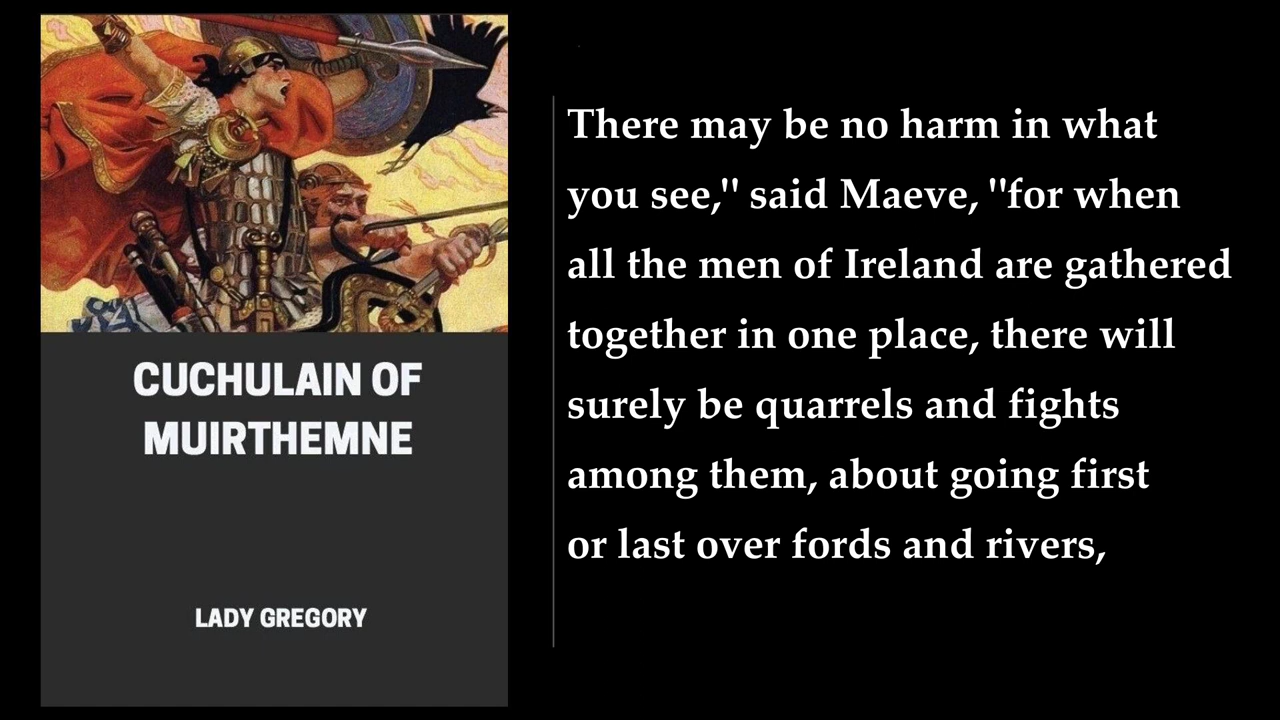 CUCHULAIN OF
MUIRTHEMNE
LADY GREGORY
There may be no harm in what
you see," said Maeve, "for when
all the men of Ireland are gathered
together in one place, there will
surely be quarrels and fights
among them, about going first
or last over fords and rivers,